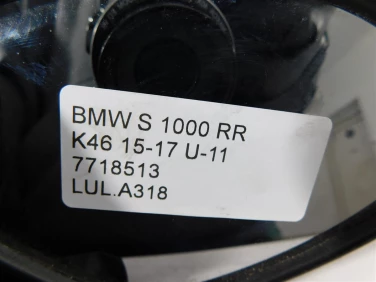 BMW S 1000 RR
K46 15-17 U-11
7718513
LUL.A318